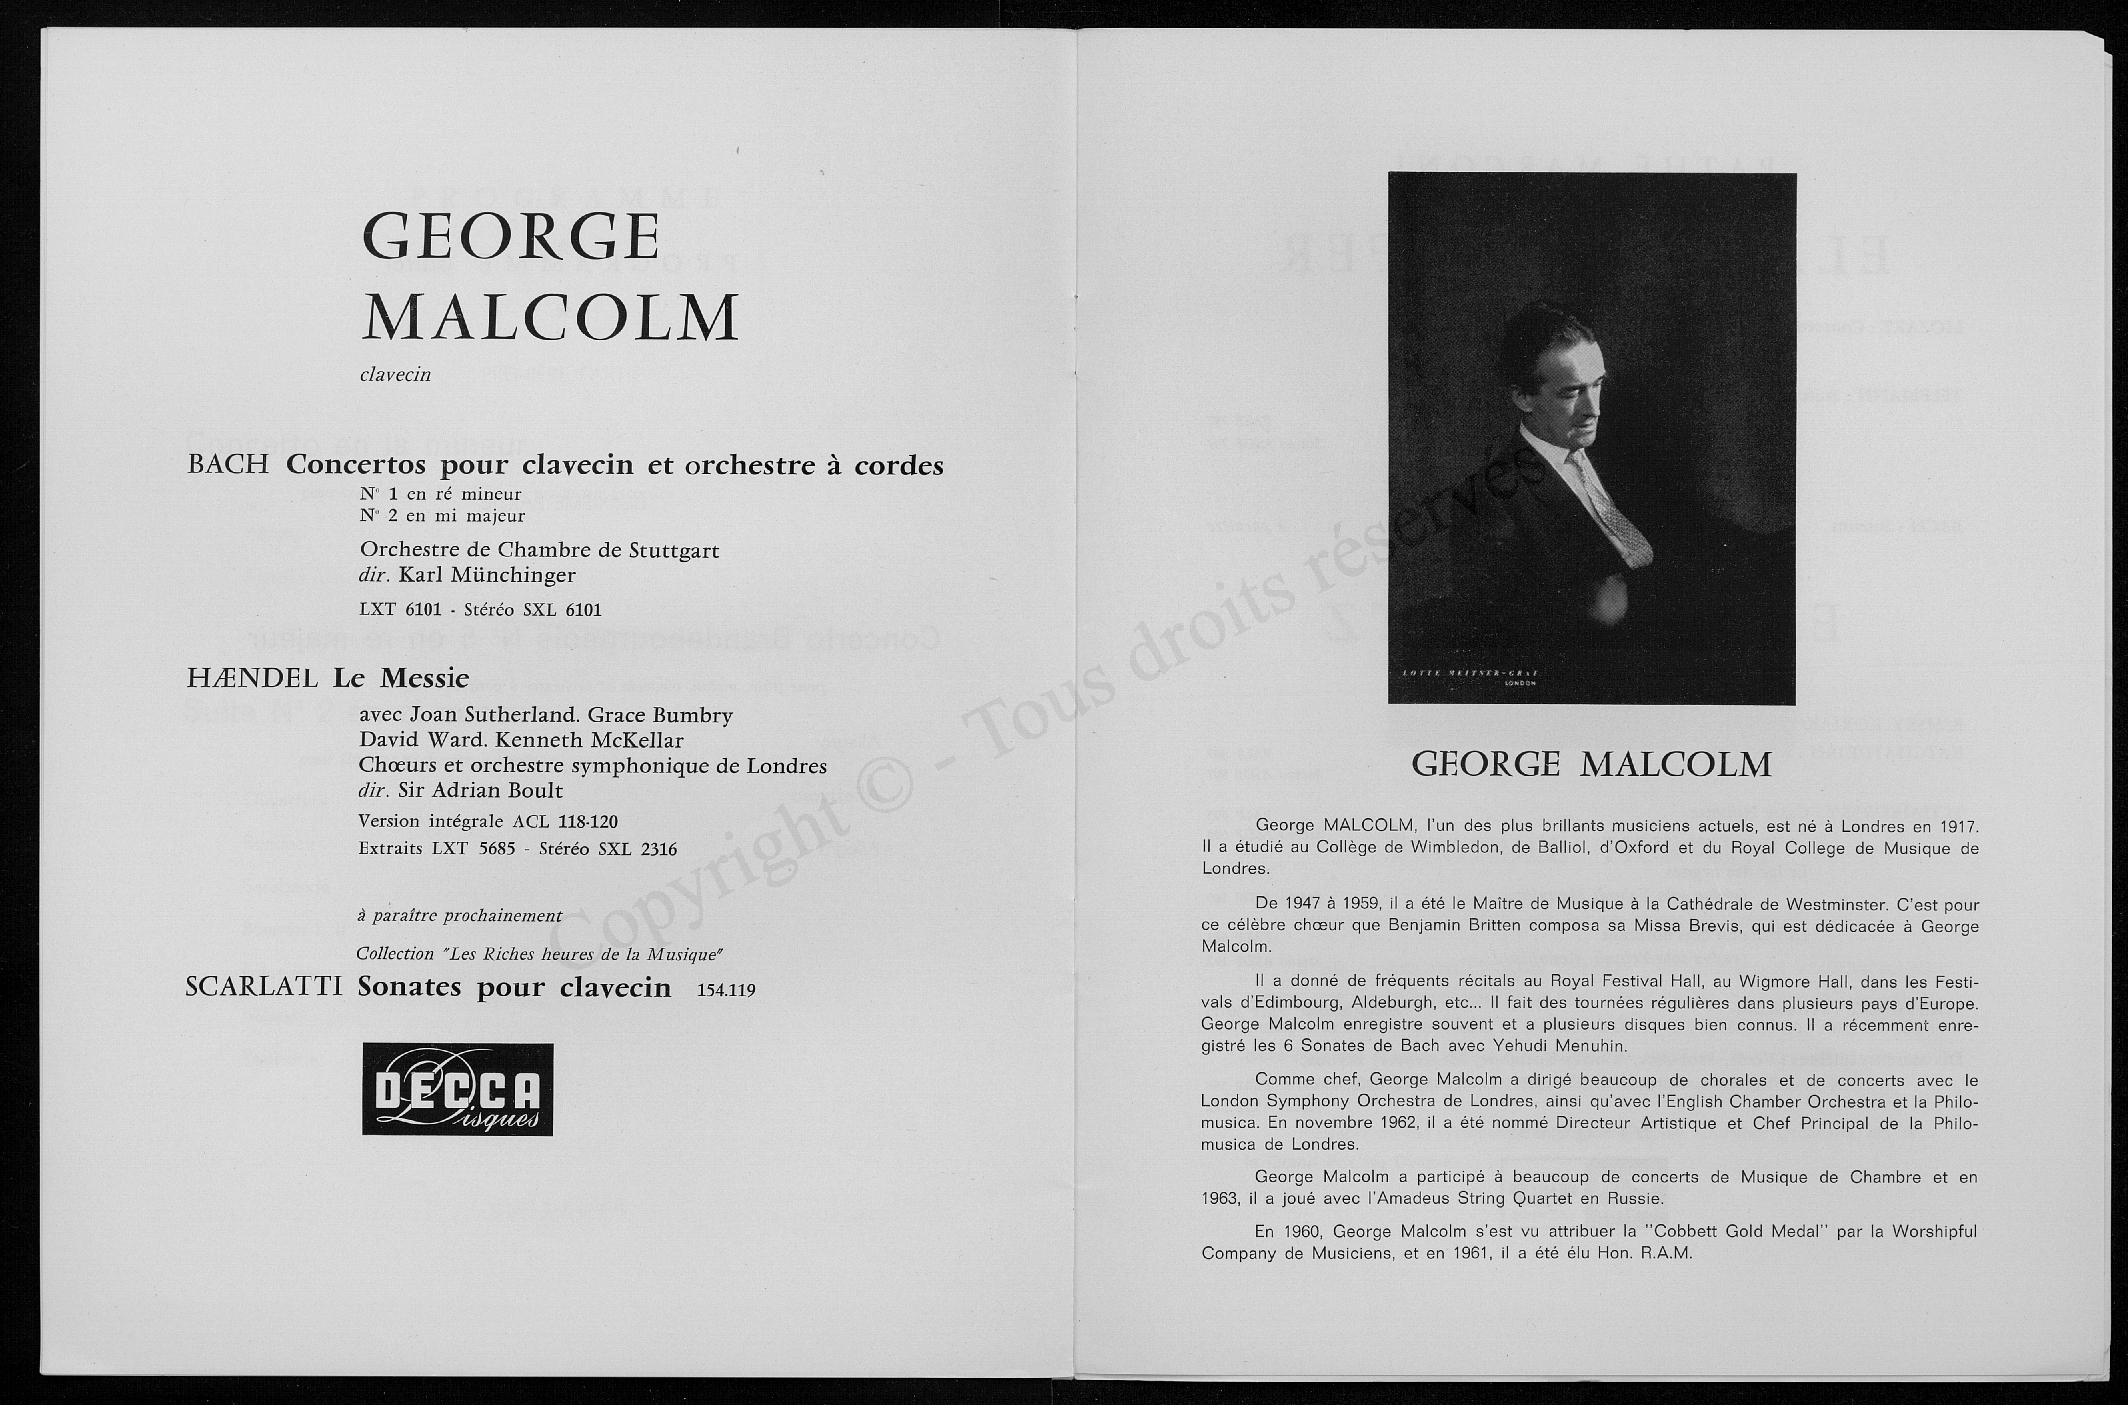 GEORGE
MALCOLM
clavecin
BACH Concertos pour clavecin et orchestre à cordes
N° 1 en ré mineur
N° 2 en mi majeur
Orchestre de Chambre de Stuttgart
dir. Karl Münchinger
LXT 6101 - Stéréo SXL 6101
HÆNDEL Le Messie
avec Joan Sutherland. Grace Bumbry
David Ward. Kenneth McKellar
Chœurs et orchestre symphonique de Londres
dir. Sir Adrian Boult
Version intégrale ACL 118-120
Extraits LXT 5685 - Stéréo SXL 2316
à paraître prochainement
Collection "Les Riches heures de la Musique"
SCARLATTI Sonates pour clavecin 154.119
DECCA
Disques
Copyright © - Tous droits réservés
LOTTE MEITNER-GRAF
LONDON
GEORGE MALCOLM
George MALCOLM, l'un des plus brillants musiciens actuels, est né à Londres en 1917.
Il a étudié au Collège de Wimbledon, de Balliol, d'Oxford et du Royal College de Musique de
Londres.
De 1947 à 1959, il a été le Maître de Musique à la Cathédrale de Westminster. C'est pour
ce célèbre chœur que Benjamin Britten composa sa Missa Brevis, qui est dédicacée à George
Malcolm.
Il a donné de fréquents récitals au Royal Festival Hall, au Wigmore Hall, dans les Festi-
vals d'Edimbourg, Aldeburgh, etc... Il fait des tournées régulières dans plusieurs pays d'Europe.
George Malcolm enregistre souvent et a plusieurs disques bien connus. Il a récemment enre-
gistré les 6 Sonates de Bach avec Yehudi Menuhin.
Comme chef, George Malcolm a dirigé beaucoup de chorales et de concerts avec le
London Symphony Orchestra de Londres, ainsi qu'avec l'English Chamber Orchestra et la Philo-
musica. En novembre 1962, il a été nommé Directeur Artistique et Chef Principal de la Philo-
musica de Londres.
George Malcolm a participé à beaucoup de concerts de Musique de Chambre et en
1963, il a joué avec l'Amadeus String Quartet en Russie.
En 1960, George Malcolm s'est vu attribuer la "Cobbett Gold Medal" par la Worshipful
Company de Musiciens, et en 1961, il a été élu Hon. R.A.M.